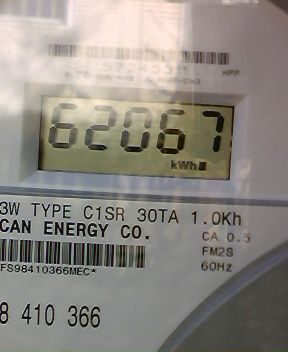 62067
kWh
3W TYPE C1SR 30TA 1.0Kh
CAN ENERGY CO.
CA 0.5
FM2S
FS98410366MEC*
60Hz
8 410 366